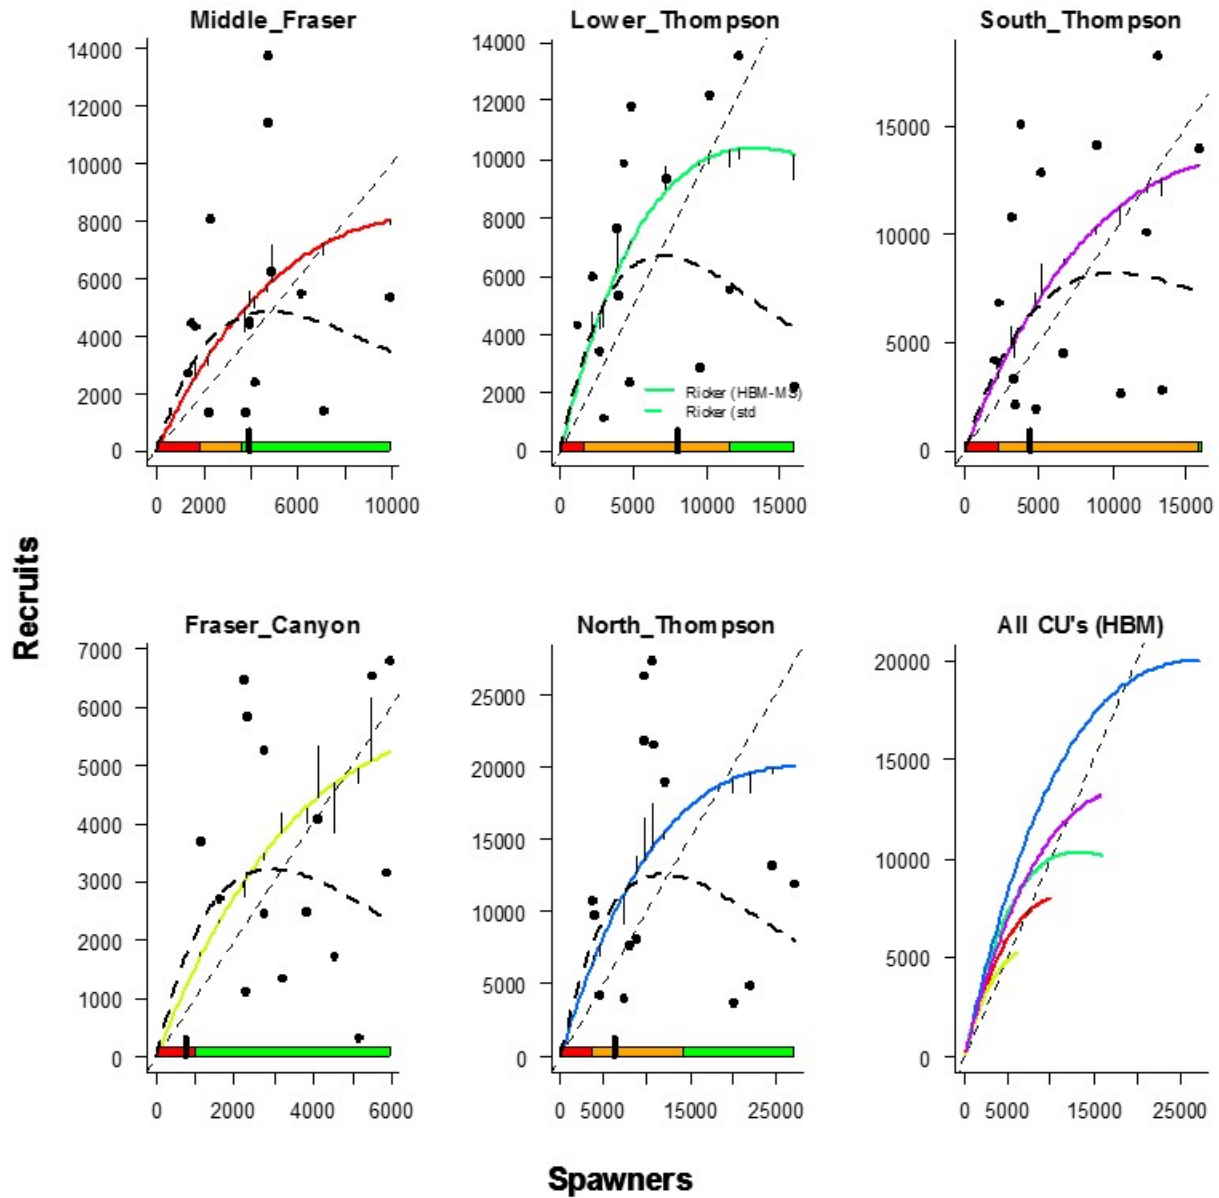 Middle_Fraser
Lower_Thompson
South_Thompson
14000
12000
10000
8000
6000
4000
2000
0
0 2000 6000 10000
14000
12000
10000
8000
6000
4000
2000
0
Ricker (HBM-MS)
Ricker (std
0 5000 10000 15000
15000
10000
5000
0
0 5000 10000 15000
Recruits
Fraser_Canyon
North_Thompson
All CU's (HBM)
7000
6000
5000
4000
3000
2000
1000
0
0 2000 4000 6000
25000
20000
15000
10000
5000
0
0 5000 15000 25000
20000
15000
10000
5000
0
0 5000 15000 25000
Spawners